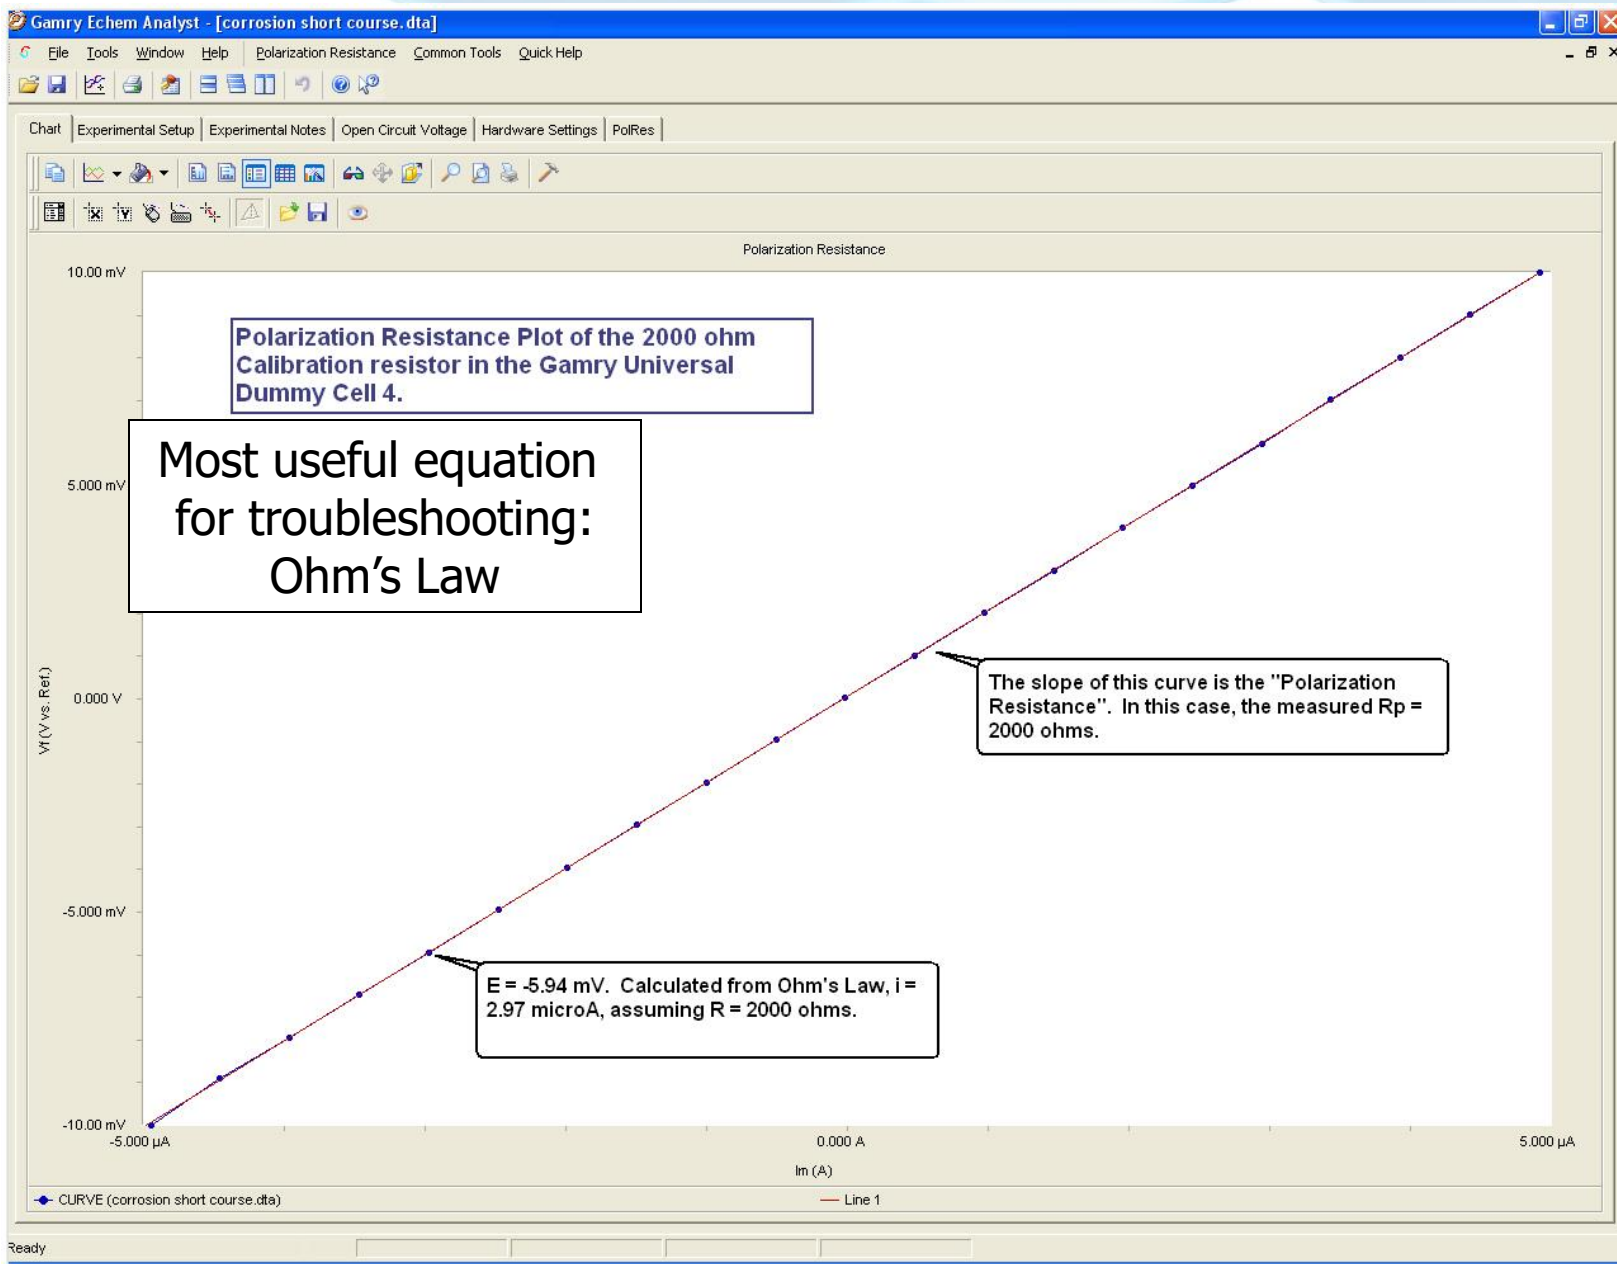 Gamry Echem Analyst - [corrosion short course.dta]
File Tools Window Help Polarization Resistance Common Tools Quick Help
Chart Experimental Setup Experimental Notes Open Circuit Voltage Hardware Settings PolRes
Polarization Resistance
10.00 mV
Polarization Resistance Plot of the 2000 ohm
Calibration resistor in the Gamry Universal
Dummy Cell 4.
Most useful equation
for troubleshooting:
Ohm's Law
5.000 mV
Vf (V vs. Ref.)
0.000 V
The slope of this curve is the "Polarization
Resistance". In this case, the measured Rp =
2000 ohms.
-5.000 mV
E = -5.94 mV. Calculated from Ohm's Law, i =
2.97 microA, assuming R = 2000 ohms.
-10.00 mV
-5.000 µA 0.000 A 5.000 µA
Im (A)
CURVE (corrosion short course.dta) Line 1
Ready